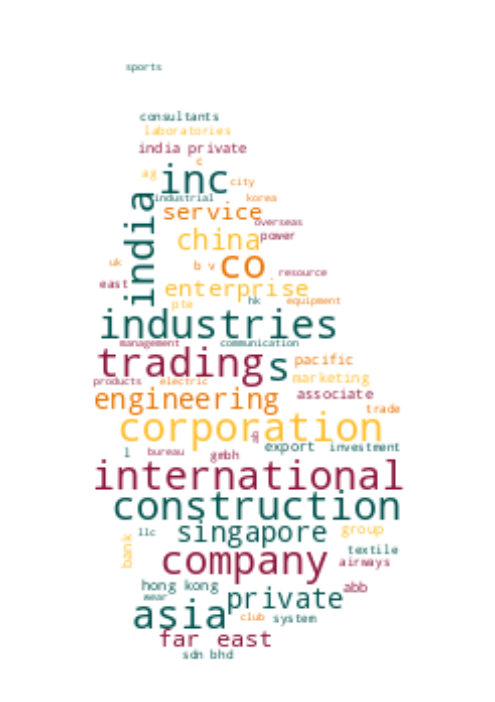 sports
consultants
laboratories
india private
c
ag inc city
industrial korea
india
service
overseas
china power
uk b v co resource
east enterprise
pte hk equipment
industries
management communication
trading s pacific
products electric marketing
engineering associate
trade
corporation
export investment
l bureau gmbh
international
construction
llc singapore group
bank
textile
company airways
hong kong abb
wear private
asia club system
far east
sdn bhd